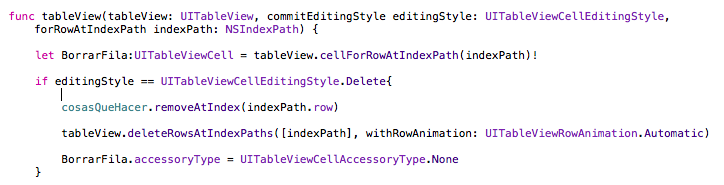 func tableView(tableView: UITableView, commitEditingStyle editingStyle: UITableViewCellEditingStyle,
forRowAtIndexPath indexPath: NSIndexPath) {
let BorrarFila:UITableViewCell = tableView.cellForRowAtIndexPath(indexPath)!
if editingStyle == UITableViewCellEditingStyle.Delete{
cosasQueHacer.removeAtIndex(indexPath.row)
tableView.deleteRowsAtIndexPaths([indexPath], withRowAnimation: UITableViewRowAnimation.Automatic)
BorrarFila.accessoryType = UITableViewCellAccessoryType.None
}